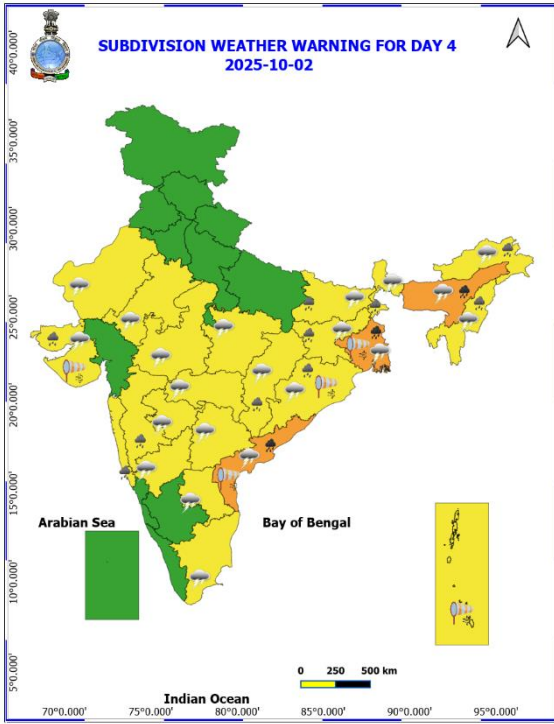 SUBDIVISION WEATHER WARNING FOR DAY 4
2025-10-02
40°0.000'
35°0.000'
30°0.000'
25°0.000'
20°0.000'
15°0.000'
10°0.000'
5°0.000'
Arabian Sea
Bay of Bengal
0 250 500 km
Indian Ocean
70°0.000' 75°0.000' 80°0.000' 85°0.000' 90°0.000' 95°0.000'